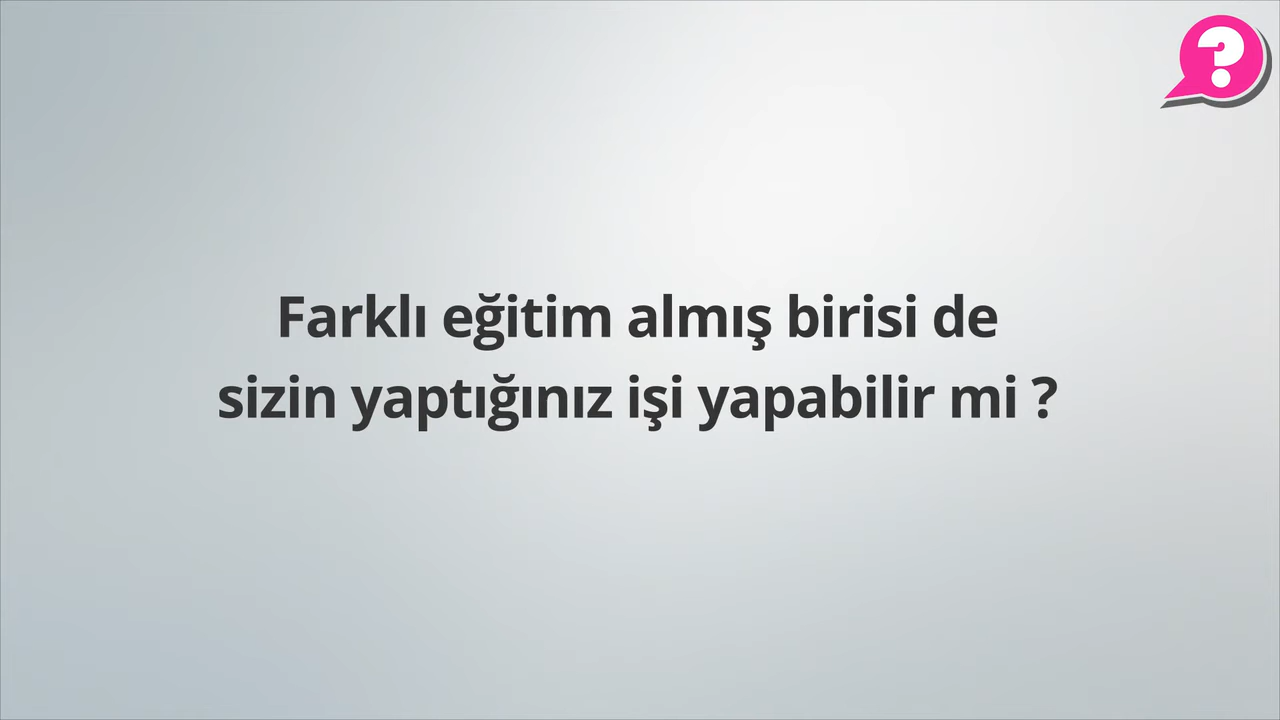 ?
Farklı eğitim almış birisi de
sizin yaptığınız işi yapabilir mi ?